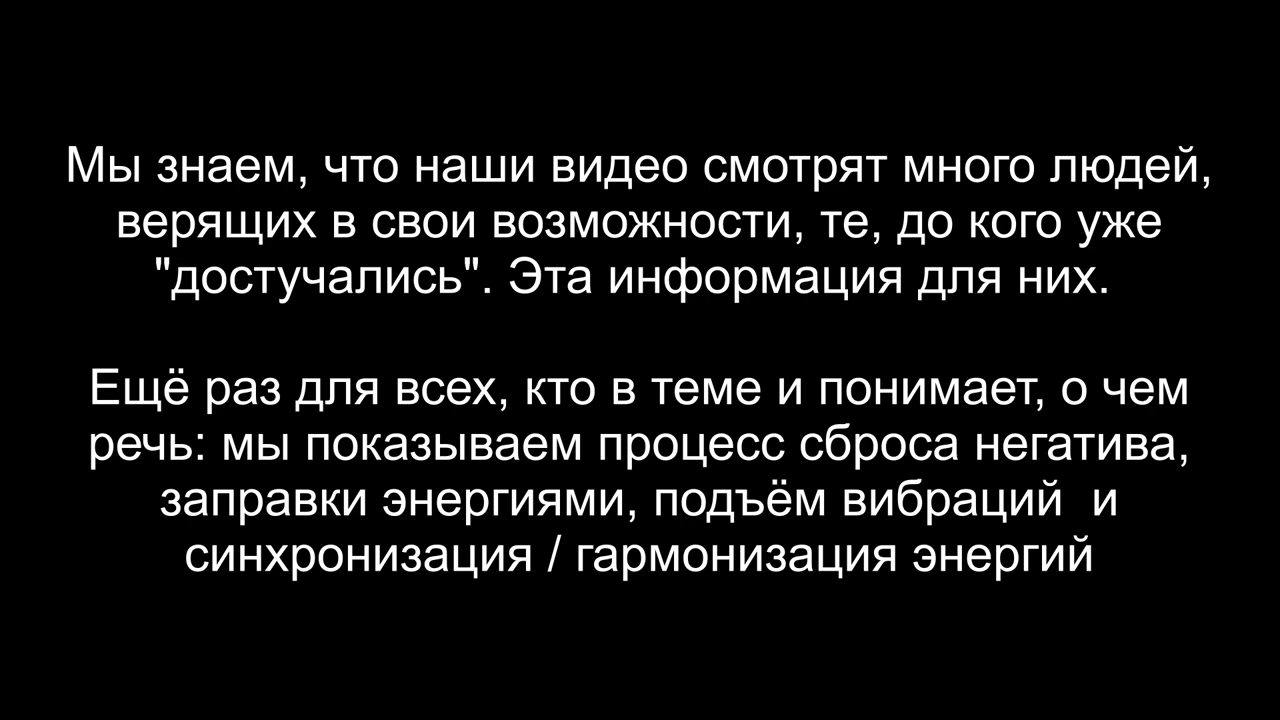 Мы знаем, что наши видео смотрят много людей,
верящих в свои возможности, те, до кого уже
"достучались". Эта информация для них.
Ещё раз для всех, кто в теме и понимает, о чем
речь: мы показываем процесс сброса негатива,
заправки энергиями, подъём вибраций  и
синхронизация / гармонизация энергий